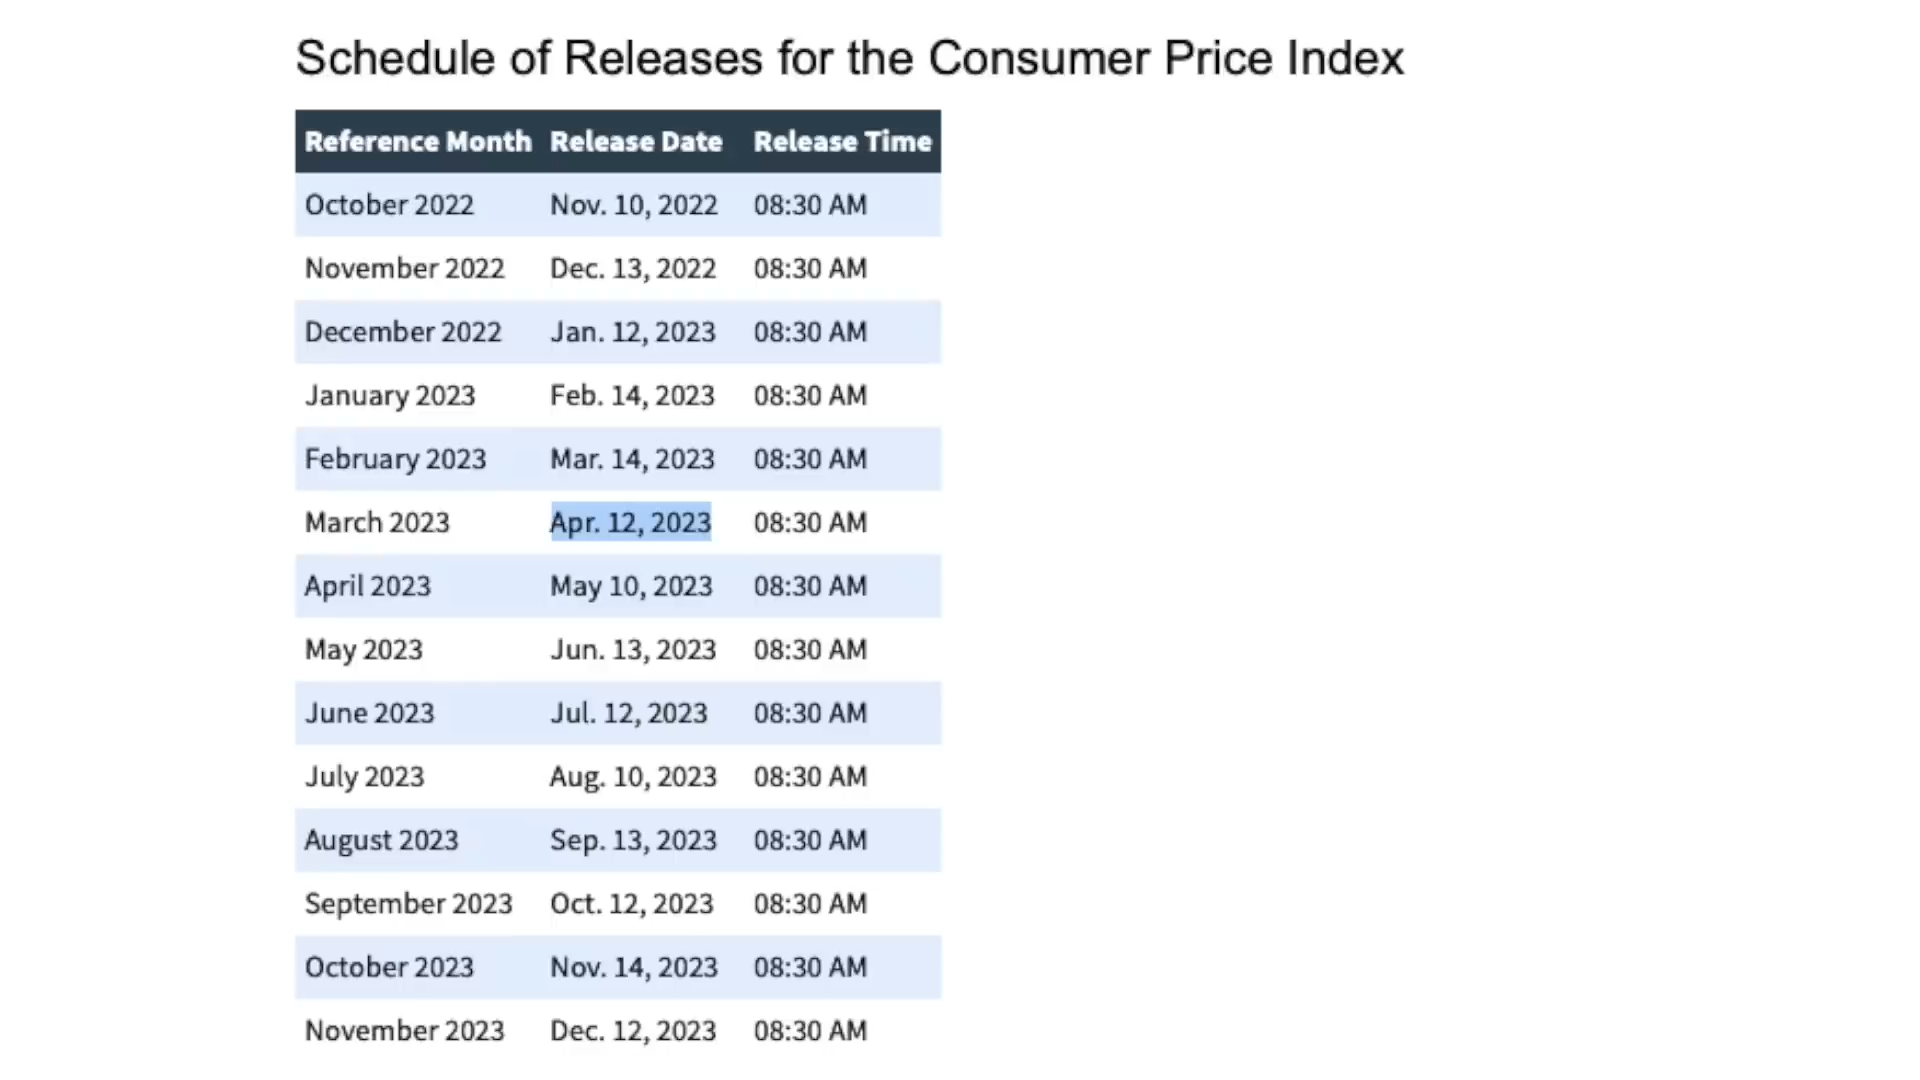 Schedule of Releases for the Consumer Price Index
Reference Month Release Date Release Time
October 2022 Nov. 10, 2022 08:30 AM
November 2022 Dec. 13, 2022 08:30 AM
December 2022 Jan. 12, 2023 08:30 AM
January 2023 Feb. 14, 2023 08:30 AM
February 2023 Mar. 14, 2023 08:30 AM
March 2023 Apr. 12, 2023 08:30 AM
April 2023 May 10, 2023 08:30 AM
May 2023 Jun. 13, 2023 08:30 AM
June 2023 Jul. 12, 2023 08:30 AM
July 2023 Aug. 10, 2023 08:30 AM
August 2023 Sep. 13, 2023 08:30 AM
September 2023 Oct. 12, 2023 08:30 AM
October 2023 Nov. 14, 2023 08:30 AM
November 2023 Dec. 12, 2023 08:30 AM